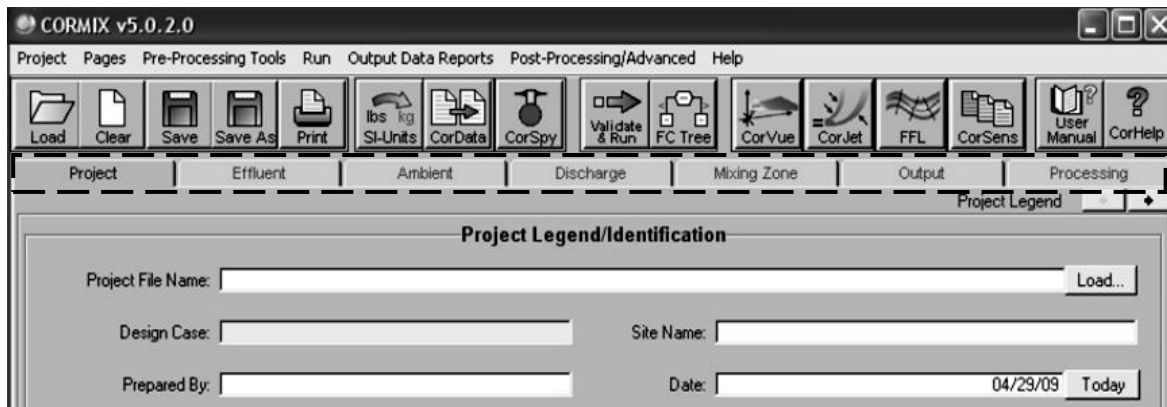 CORMIX v5.0.2.0
Project Pages Pre-Processing Tools Run Output Data Reports Post-Processing/Advanced Help
lbs kg
Load Clear Save Save As Print SI-Units CorData CorSpy Validate & Run FC Tree CorVue CorJet FFL CorSens User Manual CorHelp
Project Effluent Ambient Discharge Mixing Zone Output Processing
Project Legend
Project Legend/Identification
Project File Name: Load...
Design Case: Site Name:
Prepared By: Date: 04/29/09 Today